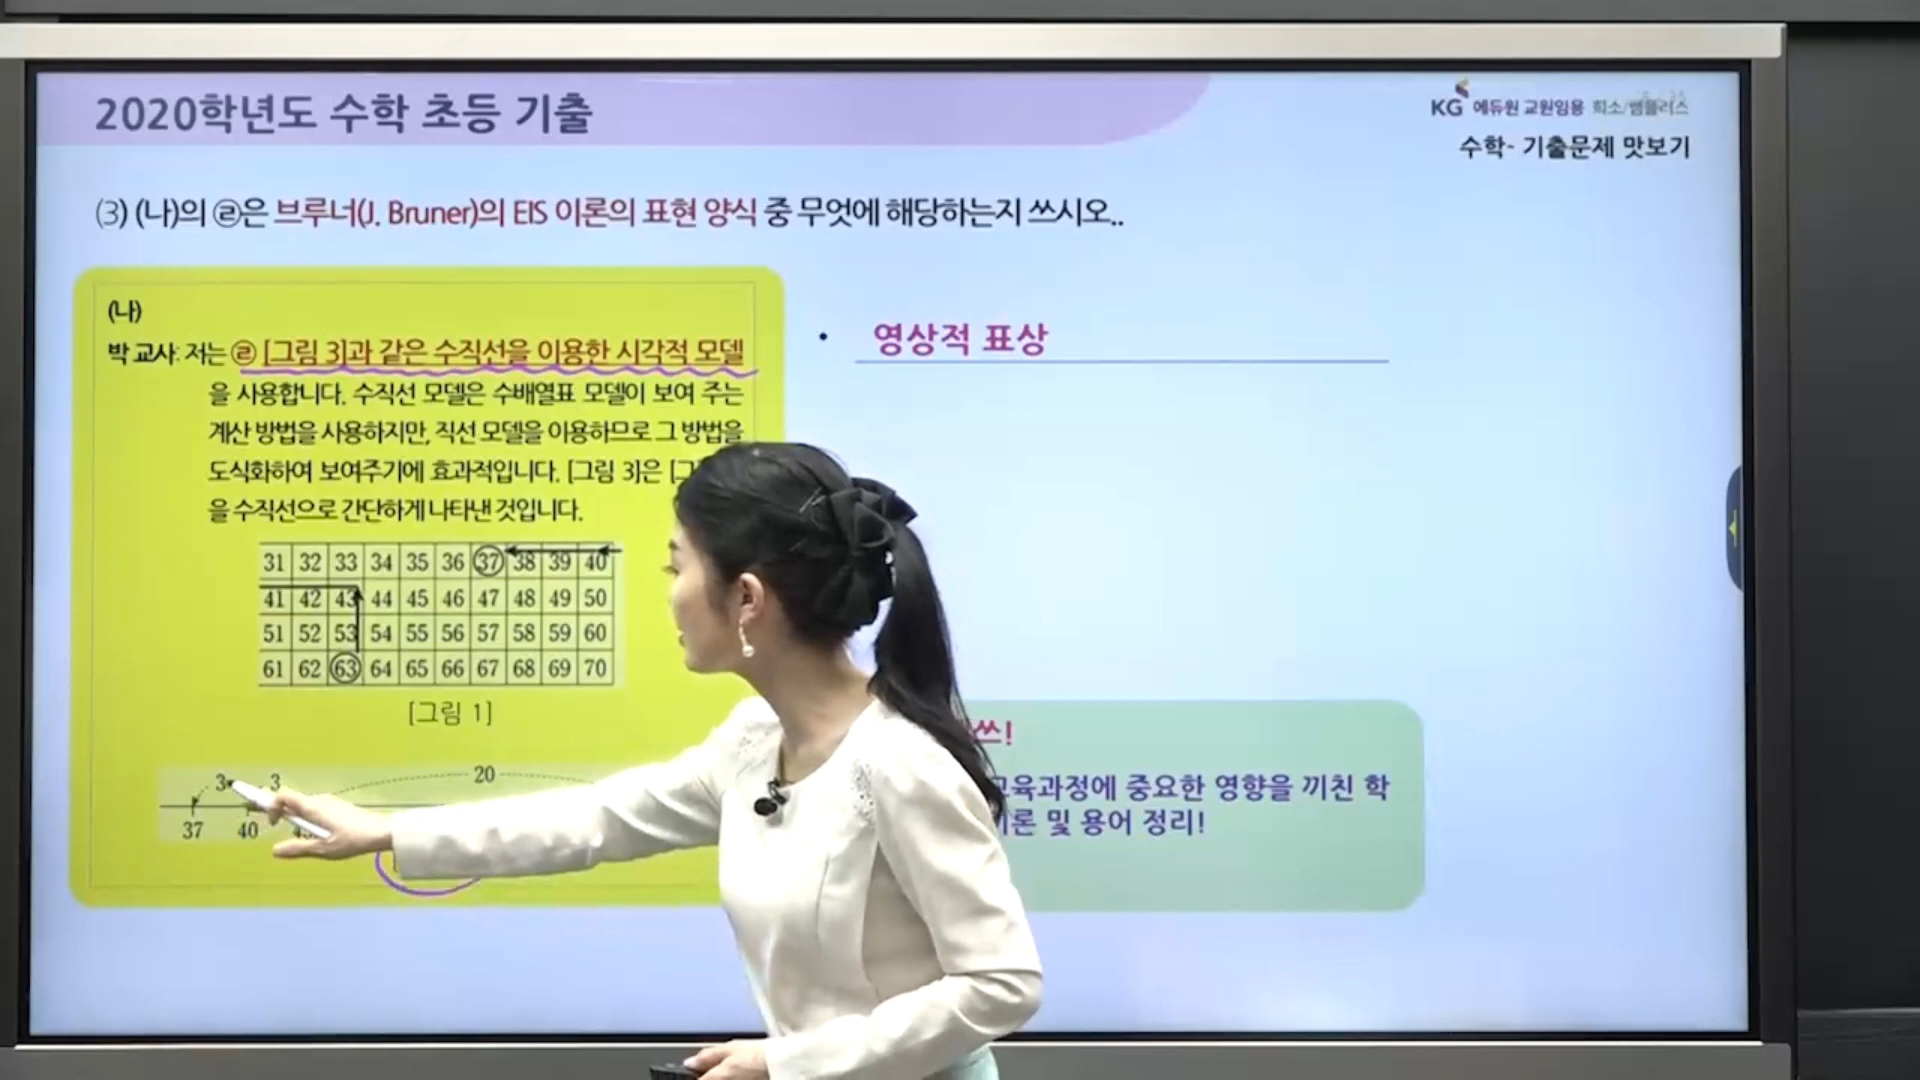 2020학년도 수학 초등 기출
KG 에듀원 교원임용 희소/쌤플러스
수학- 기출문제 맛보기
(3) (나)의 ㉣은 브루너(J. Bruner)의 EIS 이론의 표현 양식 중 무엇에 해당하는지 쓰시오..
(나)
박 교사: 저는 ㉣ [그림 3]과 같은 수직선을 이용한 시각적 모델
을 사용합니다. 수직선 모델은 수배열표 모델이 보여 주는
계산 방법을 사용하지만, 직선 모델을 이용하므로 그 방법을
도식화하여 보여주기에 효과적입니다. [그림 3]은
을 수직선으로 간단하게 나타낸 것입니다.
31 32 33 34 35 36 37 38 39 40
41 42 43 44 45 46 47 48 49 50
51 52 53 54 55 56 57 58 59 60
61 62 63 64 65 66 67 68 69 70
[그림 1]
3 3 20
37 40
• 영상적 표상
쓰!
교육과정에 중요한 영향을 끼친 학
이론 및 용어 정리!